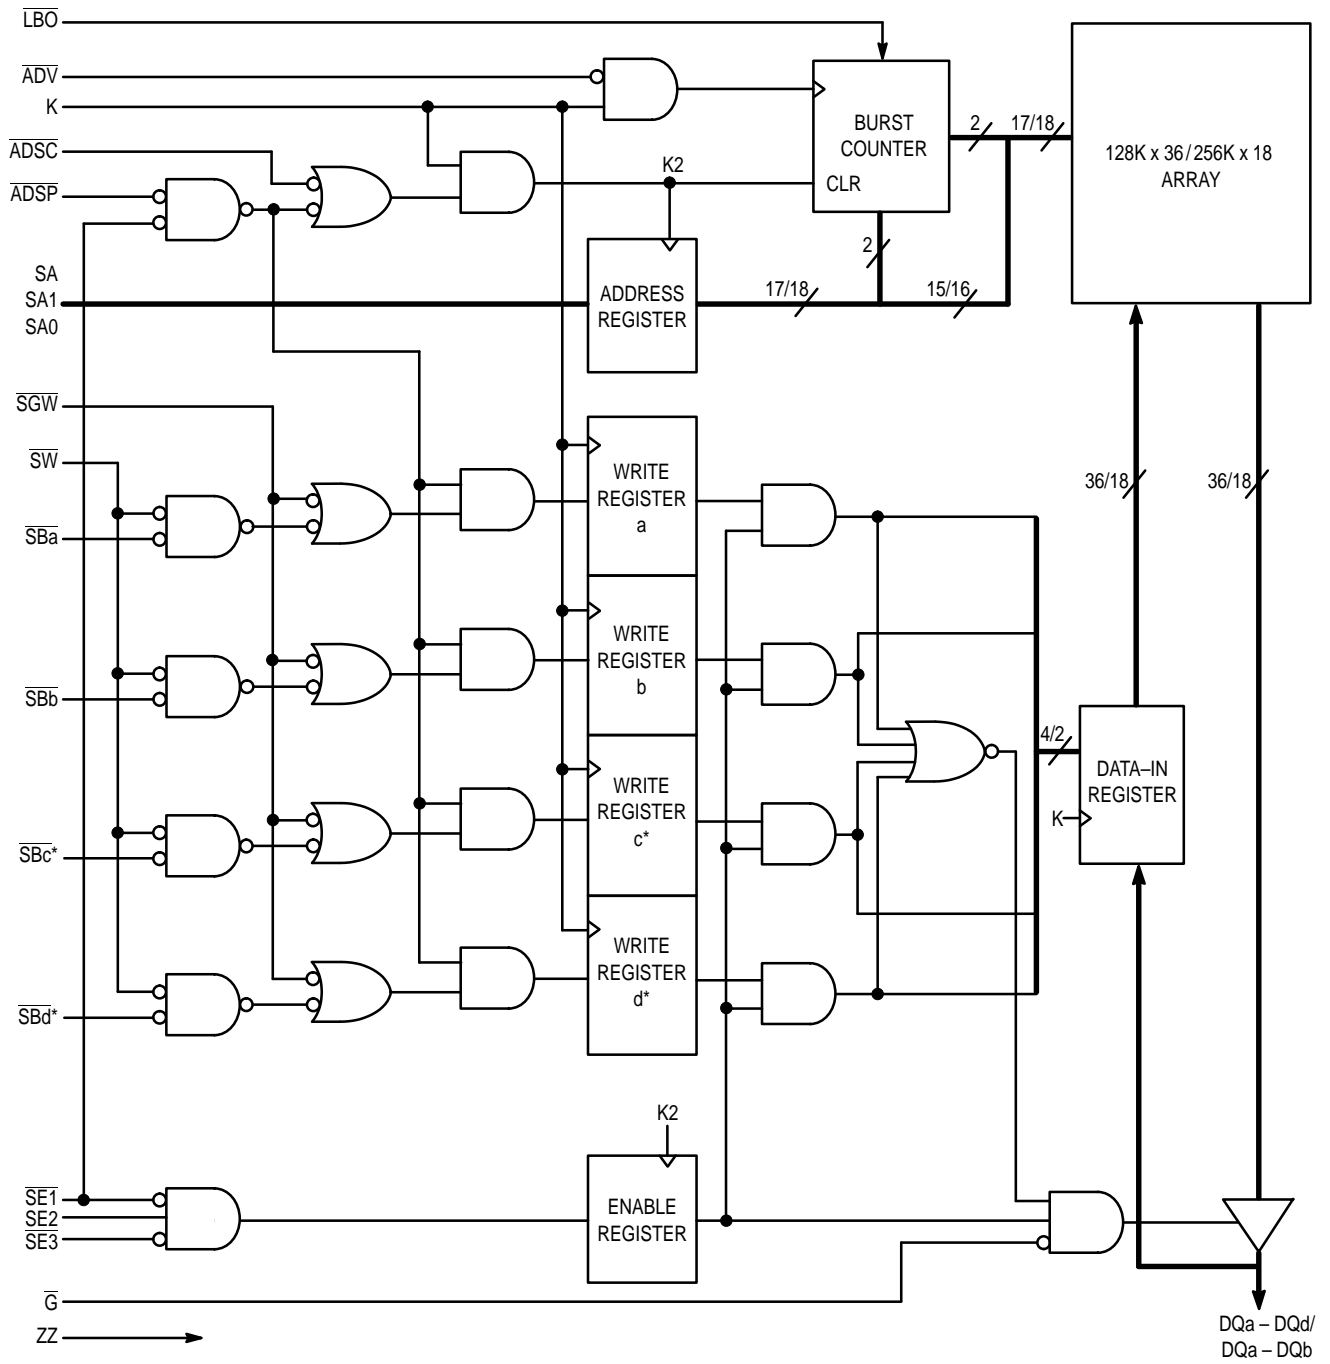 LBO
ADV
K
ADSC
ADSP
K2
BURST
COUNTER
CLR
2
17/18
128K x 36/256K x 18
ARRAY
2
SA
SA1
SA0
ADDRESS
REGISTER
17/18
15/16
SGW
SW
SBa
WRITE
REGISTER
a
36/18
36/18
SBb
WRITE
REGISTER
b
4/2
DATA–IN
REGISTER
K
SBc*
WRITE
REGISTER
c*
SBd*
WRITE
REGISTER
d*
K2
SE1
SE2
SE3
ENABLE
REGISTER
G
ZZ
DQa – DQd/
DQa – DQb